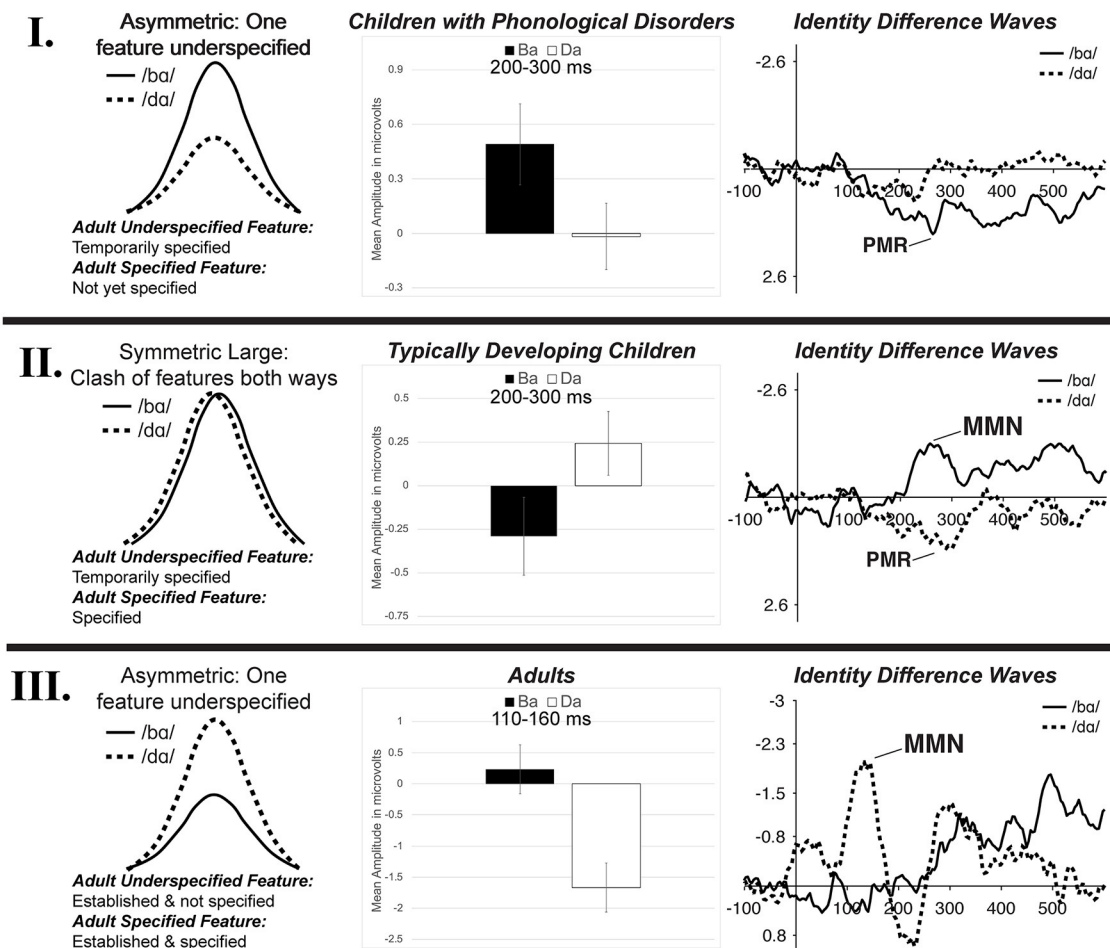 I.
Asymmetric: One
feature underspecified
/bɑ/
/dɑ/
Adult Underspecified Feature:
Temporarily specified
Adult Specified Feature:
Not yet specified
Children with Phonological Disorders
Ba Da
200-300 ms
Mean Amplitude in microvolts
0.9
0.6
0.3
0
-0.3
Identity Difference Waves
/bɑ/
/dɑ/
-2.6
-100 100 200 300 400 500
PMR
2.6
II.
Symmetric Large:
Clash of features both ways
/bɑ/
/dɑ/
Adult Underspecified Feature:
Temporarily specified
Adult Specified Feature:
Specified
Typically Developing Children
Ba Da
200-300 ms
Mean Amplitude in microvolts
0.5
0.25
0
-0.25
-0.5
-0.75
Identity Difference Waves
/bɑ/
/dɑ/
-2.6
MMN
-100 100 200 300 400 500
PMR
2.6
III.
Asymmetric: One
feature underspecified
/bɑ/
/dɑ/
Adult Underspecified Feature:
Established & not specified
Adult Specified Feature:
Established & specified
Adults
Ba Da
110-160 ms
Mean Amplitude in microvolts
1
0.5
0
-0.5
-1
-1.5
-2
-2.5
Identity Difference Waves
/bɑ/
/dɑ/
-3
-2.3
-1.5
-0.8
0.8
MMN
-100 100 200 300 400 500